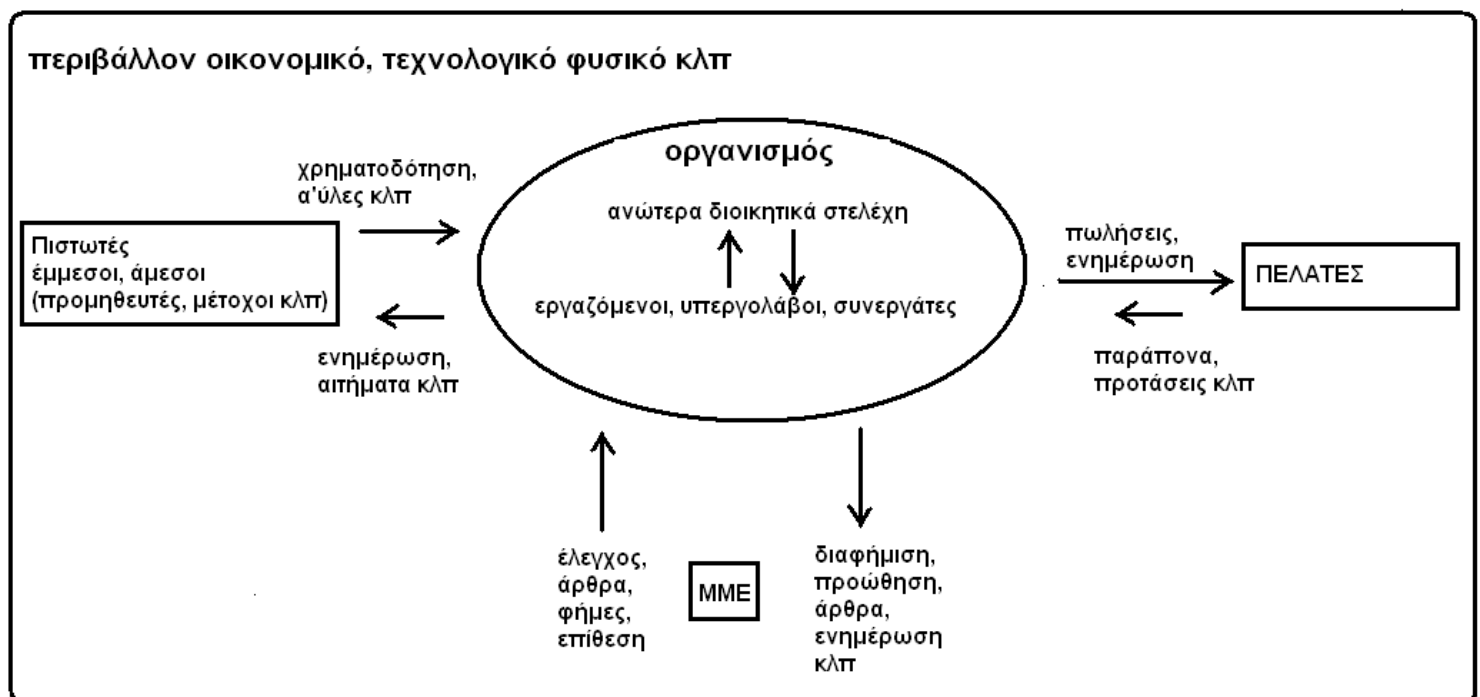 περιβάλλον οικονομικό, τεχνολογικό φυσικό κλπ
οργανισμός
ανώτερα διοικητικά στελέχη
εργαζόμενοι, υπεργολάβοι, συνεργάτες
χρηματοδότηση,
α'ύλες κλπ
Πιστωτές
έμμεσοι, άμεσοι
(προμηθευτές, μέτοχοι κλπ)
ενημέρωση,
αιτήματα κλπ
πωλήσεις,
ενημέρωση
ΠΕΛΑΤΕΣ
παράπονα,
προτάσεις κλπ
έλεγχος,
άρθρα,
φήμες,
επίθεση
ΜΜΕ
διαφήμιση,
προώθηση,
άρθρα,
ενημέρωση
κλπ